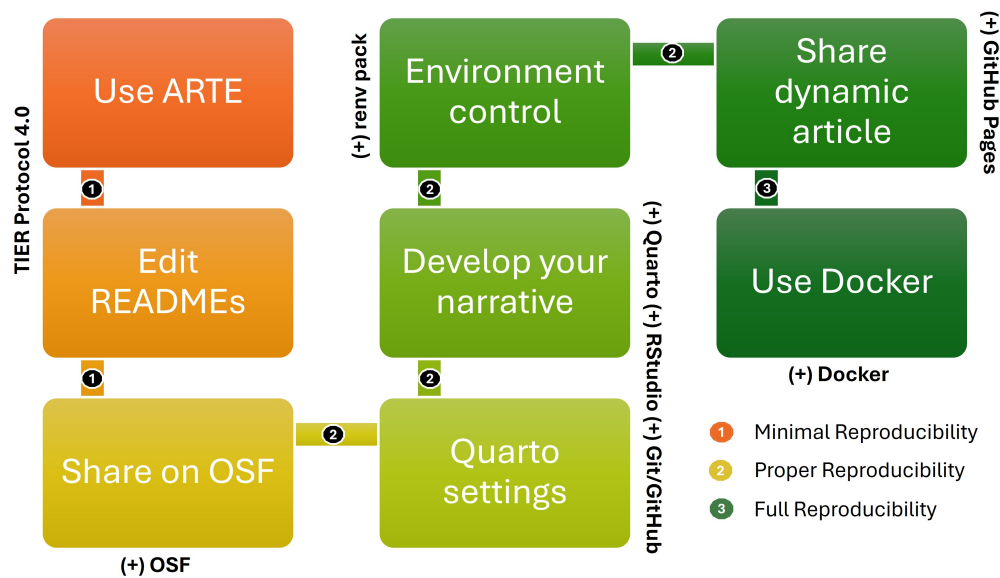 TIER Protocol 4.0
Use ARTE
1
Edit
READMEs
1
Share on OSF
(+) OSF
2
Quarto
settings
2
Develop your
narrative
(+) Quarto (+) RStudio (+) Git/GitHub
2
Environment
control
(+) renv pack
2
Share
dynamic
article
(+) GitHub Pages
3
Use Docker
(+) Docker
1 Minimal Reproducibility
2 Proper Reproducibility
3 Full Reproducibility